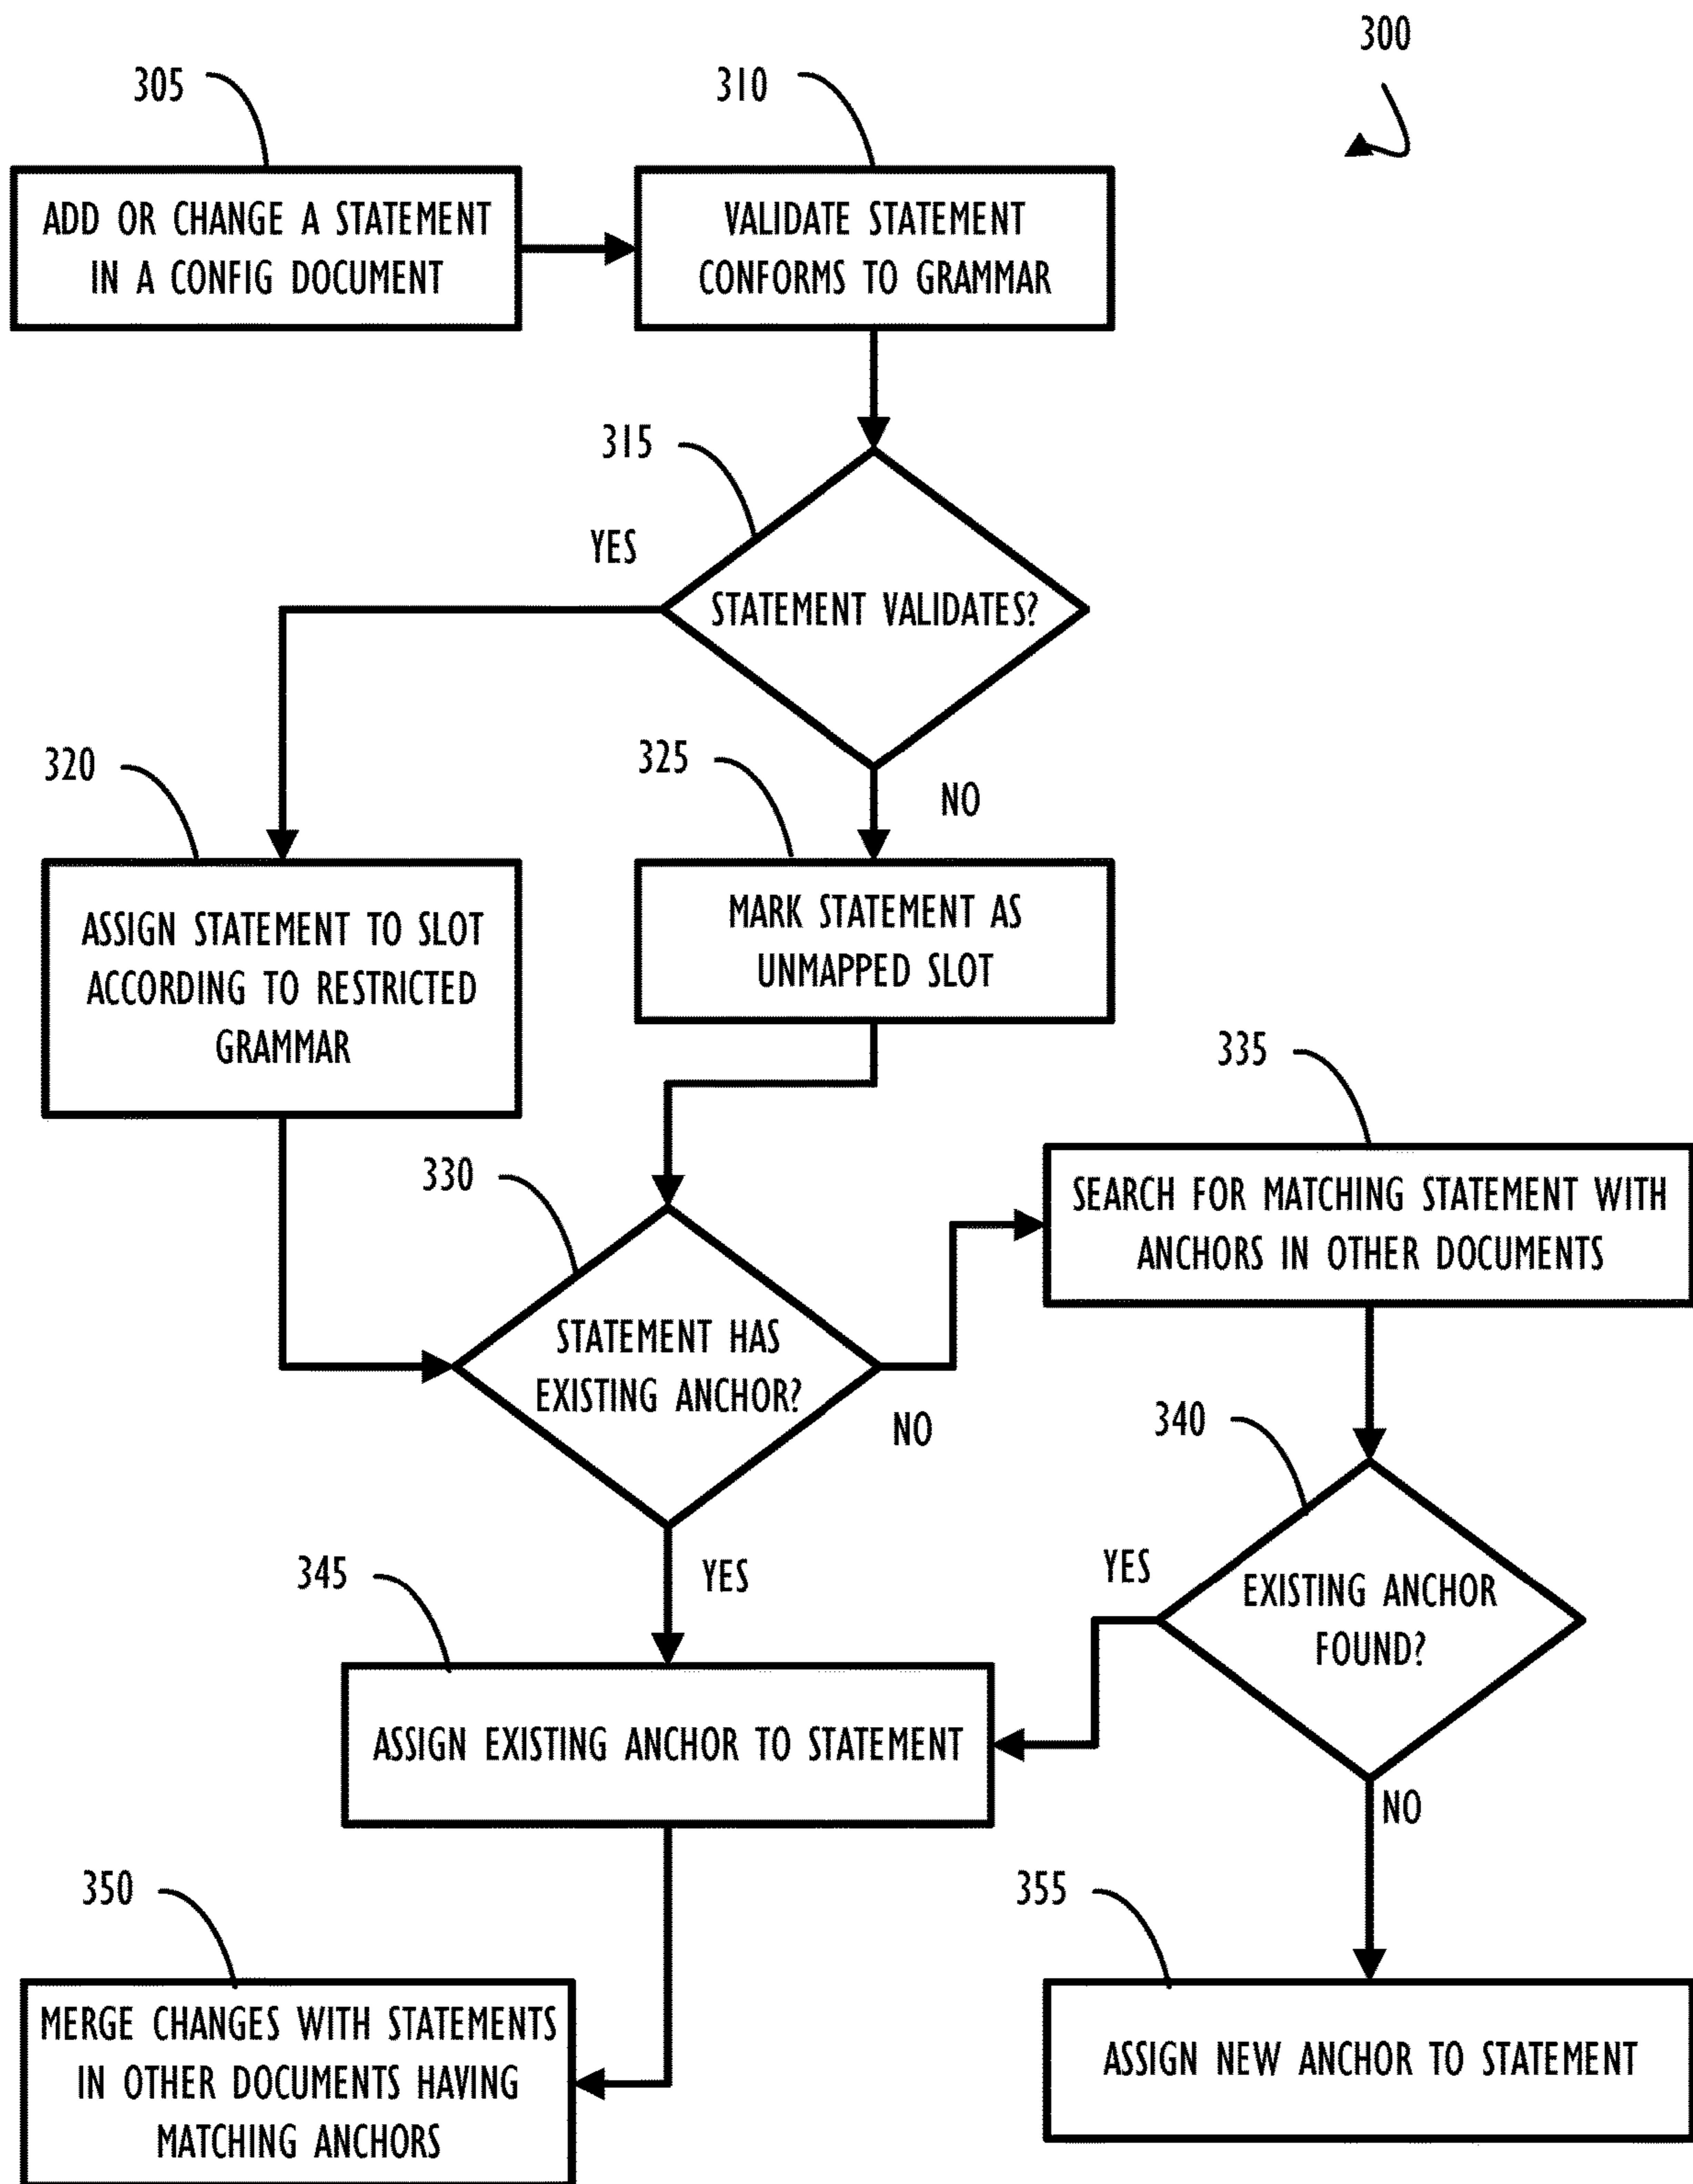 300
305
310
ADD OR CHANGE A STATEMENT
IN A CONFIG DOCUMENT
VALIDATE STATEMENT
CONFORMS TO GRAMMAR
315
YES
STATEMENT VALIDATES?
NO
320
325
ASSIGN STATEMENT TO SLOT
ACCORDING TO RESTRICTED
GRAMMAR
MARK STATEMENT AS
UNMAPPED SLOT
330
335
SEARCH FOR MATCHING STATEMENT WITH
ANCHORS IN OTHER DOCUMENTS
STATEMENT HAS
EXISTING ANCHOR?
NO
340
YES
EXISTING ANCHOR
FOUND?
YES
NO
345
ASSIGN EXISTING ANCHOR TO STATEMENT
350
355
MERGE CHANGES WITH STATEMENTS
IN OTHER DOCUMENTS HAVING
MATCHING ANCHORS
ASSIGN NEW ANCHOR TO STATEMENT